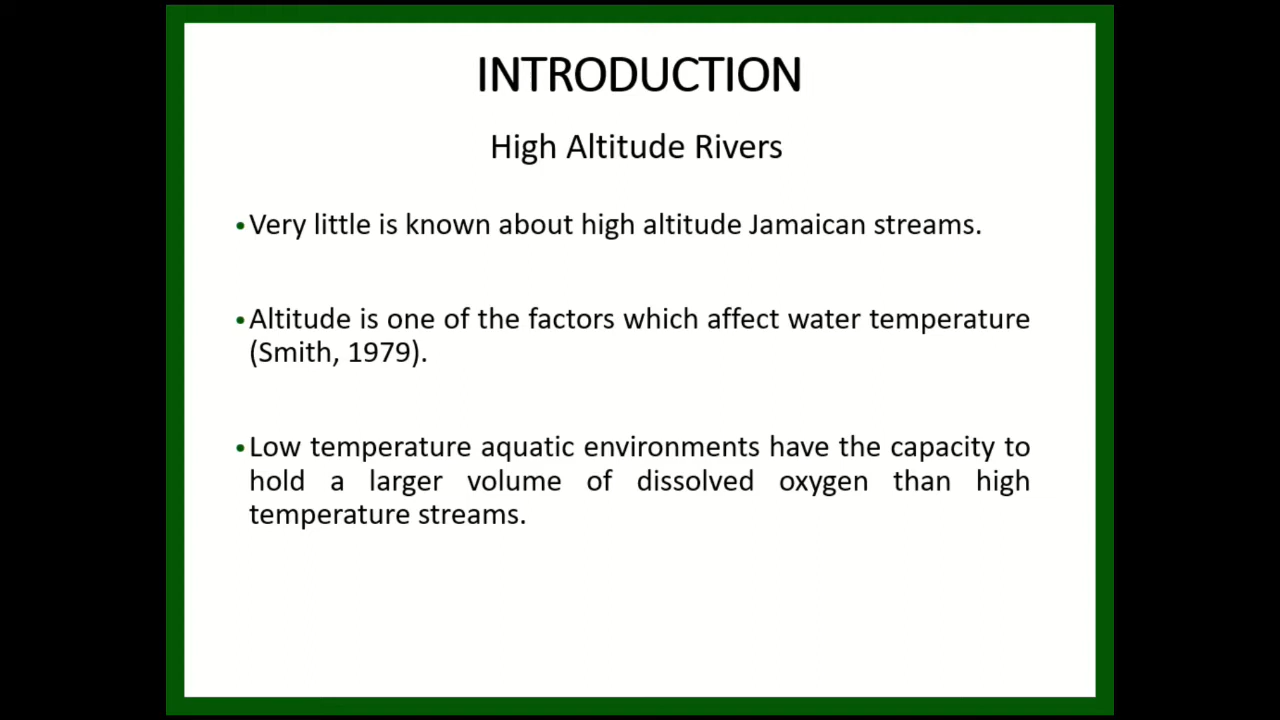 INTRODUCTION
High Altitude Rivers
•Very little is known about high altitude Jamaican streams.
•Altitude is one of the factors which affect water temperature
(Smith, 1979).
•Low temperature aquatic environments have the capacity to
hold a larger volume of dissolved oxygen than high
temperature streams.